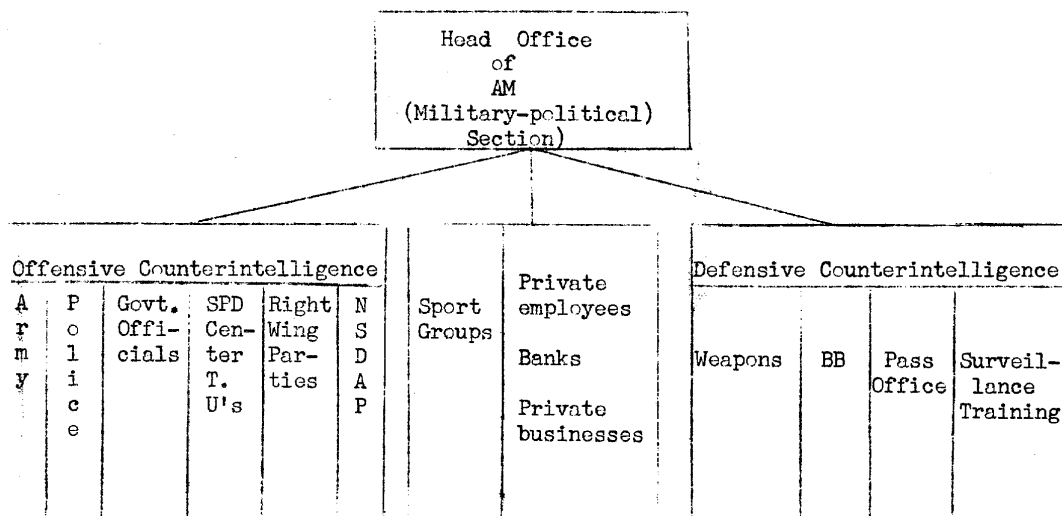 Head Office
of
AM
(Military-political)
Section)
Offensive Counterintelligence
Army
Police
Govt.
Offi-
cials
SPD
Cen-
ter
T.
U's
Right
Wing
Par-
ties
NSDAP
Sport
Groups
Private
employees
Banks
Private
businesses
Defensive Counterintelligence
Weapons
BB
Pass
Office
Surveil-
lance
Training